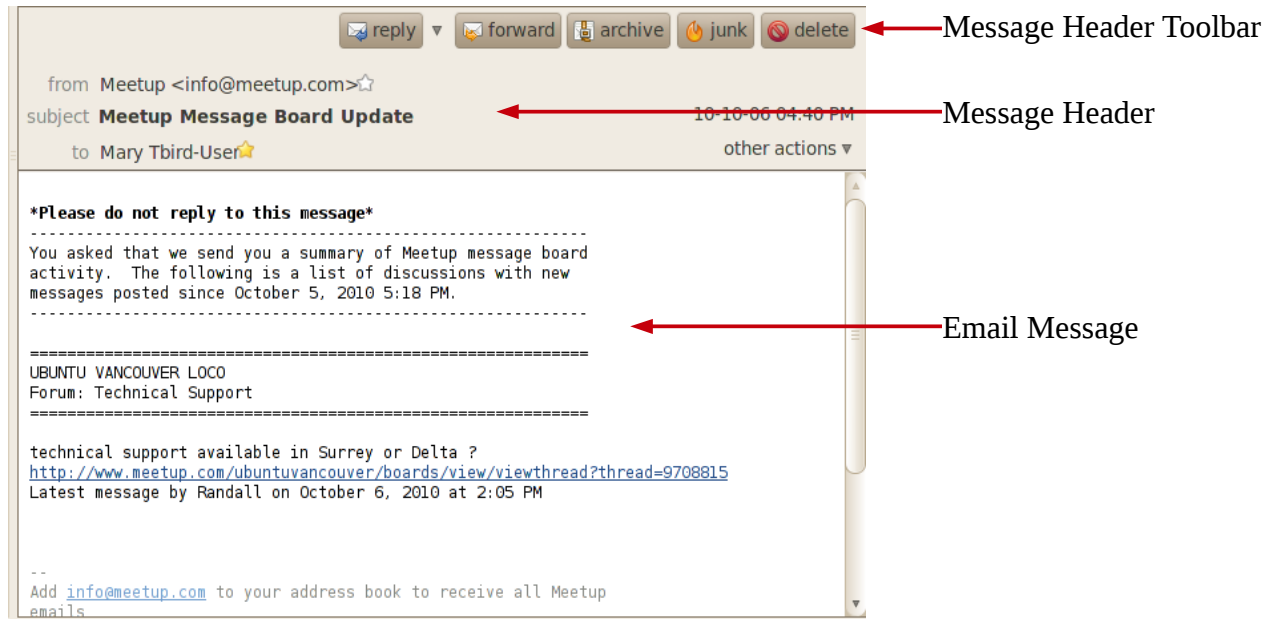 reply ▼ forward archive junk delete
Message Header Toolbar
from Meetup <info@meetup.com>
subject Meetup Message Board Update 10-10-06 04:40 PM
Message Header
to Mary Tbird-User other actions ▼
*Please do not reply to this message*
------------------------------------------------------------
You asked that we send you a summary of Meetup message board
activity.  The following is a list of discussions with new
messages posted since October 5, 2010 5:18 PM.
------------------------------------------------------------
Email Message
============================================================
UBUNTU VANCOUVER LOCO
Forum: Technical Support
============================================================
technical support available in Surrey or Delta ?
http://www.meetup.com/ubuntuvancouver/boards/view/viewthread?thread=9708815
Latest message by Randall on October 6, 2010 at 2:05 PM
--
Add info@meetup.com to your address book to receive all Meetup
emails